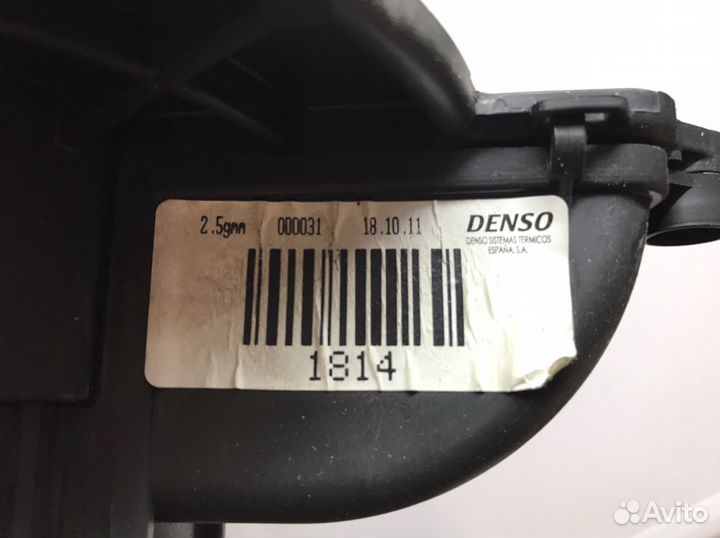 2.5gmm 000031 18.10.11 DENSO
DENSO SISTEMAS TERMICOS
ESPAÑA, S.A.
1814
Avito